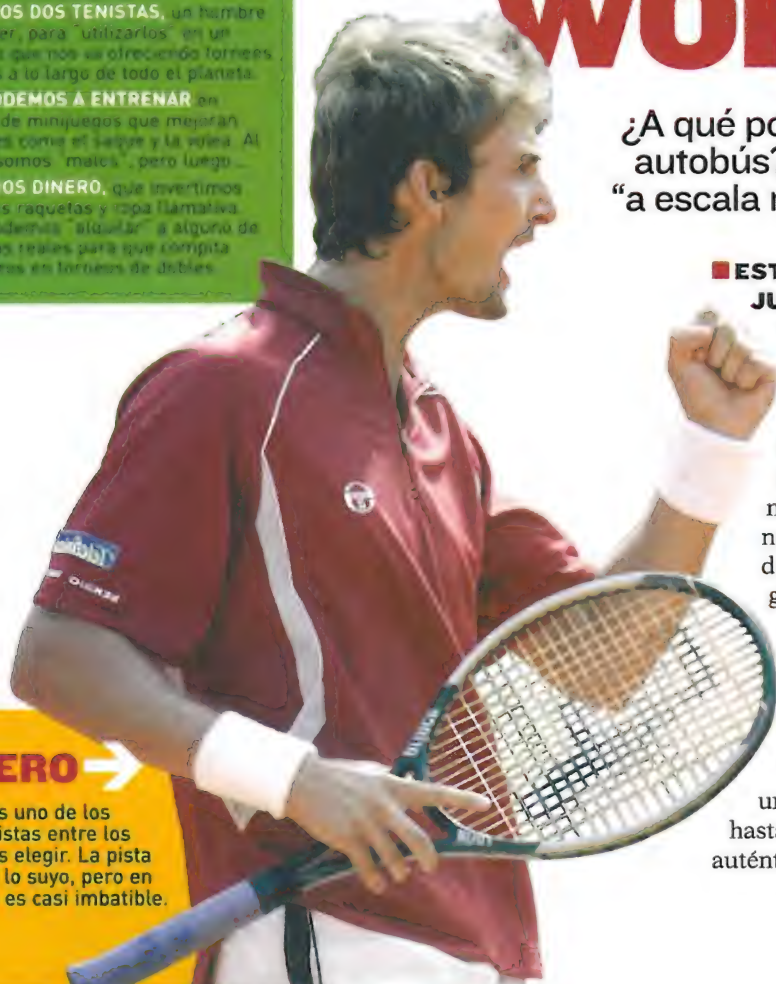 OS DOS TENISTAS, un hombre
er, para "utilizarlos" en un
que nos va ofreciendo torneos
s a lo largo de todo el planeta.
ODEMOS A ENTRENAR en
de minijuegos que mejoran
es como el saque y la volea. Al
somos "malos", pero luego...
OS DINERO, que invertimos
s raquetas y ropa llamativa.
odemos "alquilar" a alguno de
os reales para que compita
ros en torneos de dobles.
WOR
¿A qué po
autobús?
"a escala
EST
JU
n
n
d
g
un
hasta
autént
ERO
s uno de los
istas entre los
s elegir. La pista
lo suyo, pero en
es casi imbatible.